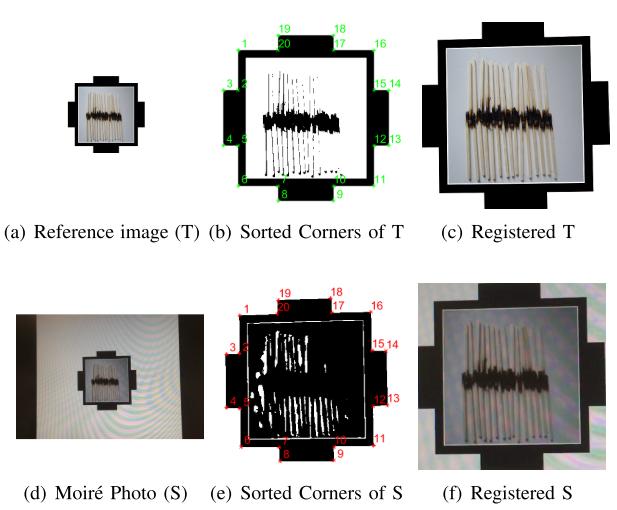 19 18
20 17 16
1
3 2 15 14
4 5 12 13
6 7 10 11
8 9
(a) Reference image (T) (b) Sorted Corners of T (c) Registered T
19 18
20 17 16
1
3 2 15 14
4 5 12 13
6 7 10 11
8 9
(d) Moiré Photo (S) (e) Sorted Corners of S (f) Registered S